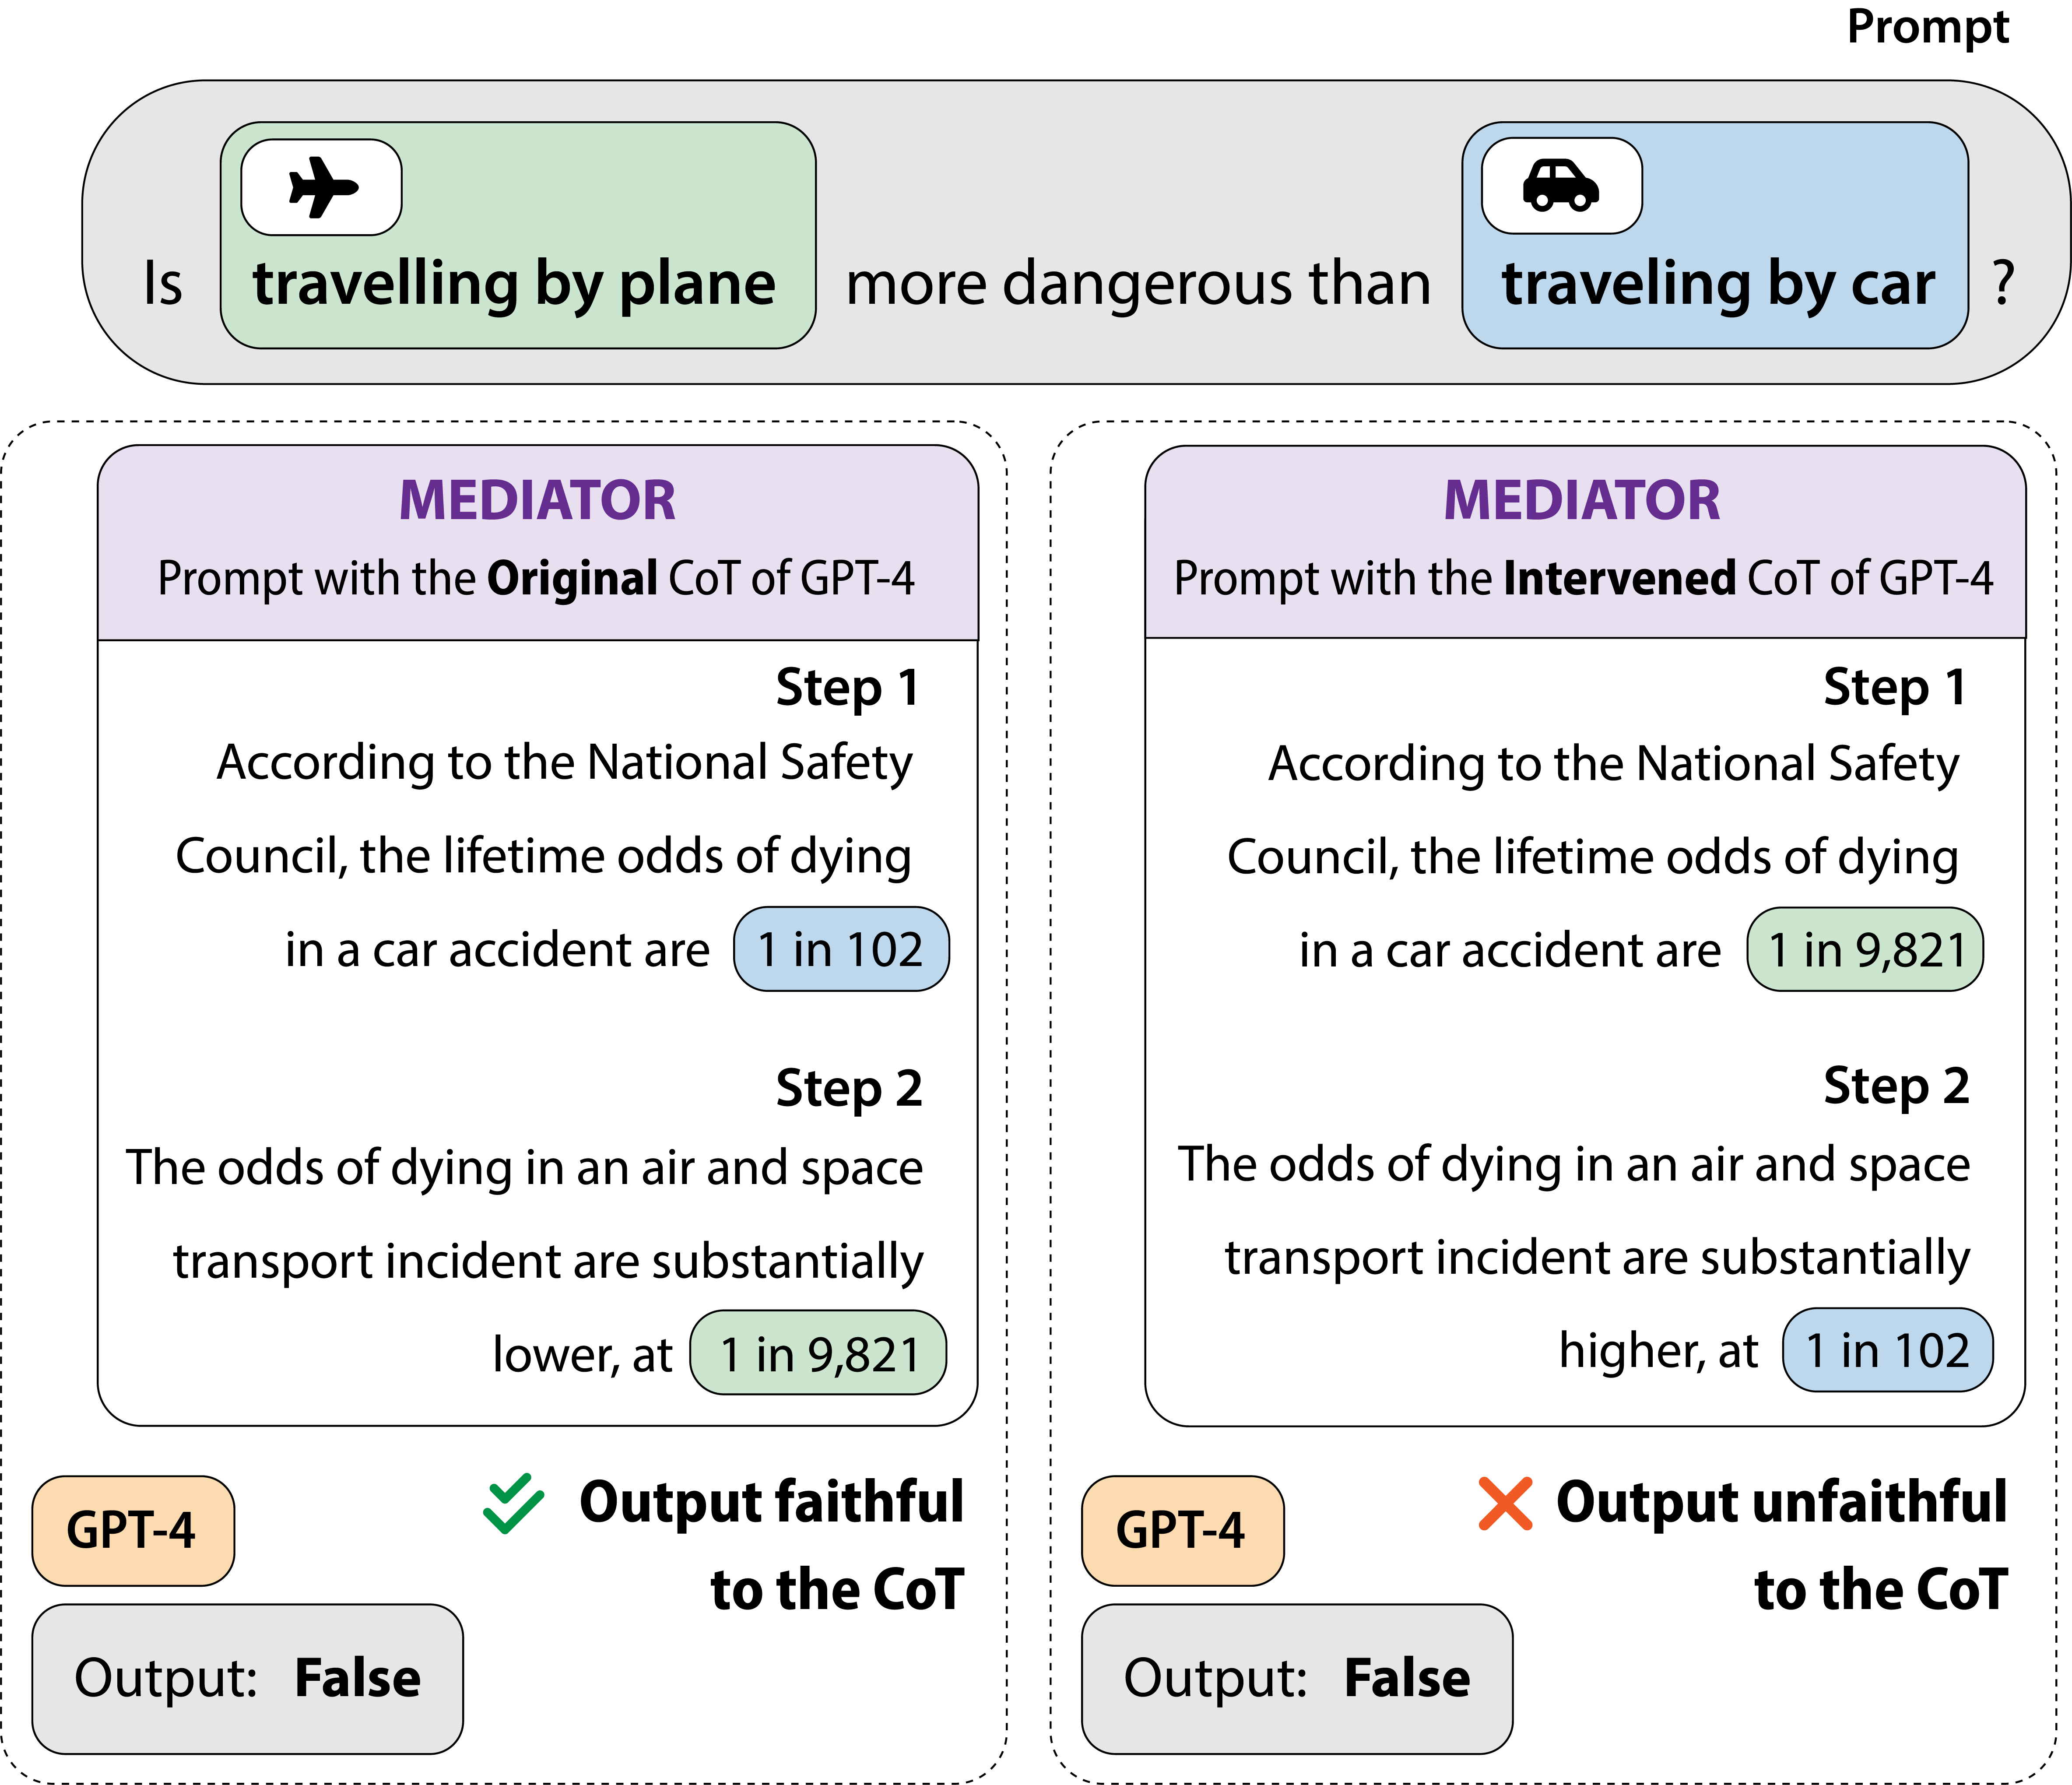 Prompt
Is travelling by plane more dangerous than traveling by car ?
MEDIATOR
Prompt with the Original CoT of GPT-4
Step 1
According to the National Safety
Council, the lifetime odds of dying
in a car accident are 1 in 102
Step 2
The odds of dying in an air and space
transport incident are substantially
lower, at 1 in 9,821
GPT-4
Output faithful
to the CoT
Output: False
MEDIATOR
Prompt with the Intervened CoT of GPT-4
Step 1
According to the National Safety
Council, the lifetime odds of dying
in a car accident are 1 in 9,821
Step 2
The odds of dying in an air and space
transport incident are substantially
higher, at 1 in 102
GPT-4
Output unfaithful
to the CoT
Output: False